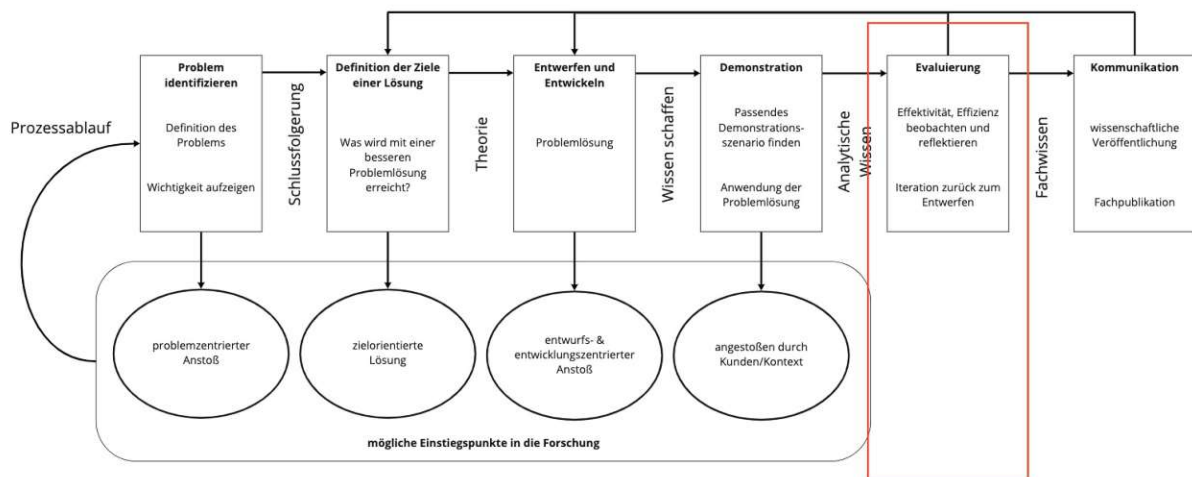 Prozessablauf
Problem
identifizieren
Definition des
Problems
Wichtigkeit aufzeigen
Schlussfolgerung
Definition der Ziele
einer Lösung
Was wird mit einer
besseren
Problemlösung
erreicht?
Theorie
Entwerfen und
Entwickeln
Problemlösung
Wissen schaffen
Demonstration
Passendes
Demonstrations-
szenario finden
Anwendung der
Problemlösung
Analytische
Wissen
Evaluierung
Effektivität, Effizienz
beobachten und
reflektieren
Iteration zurück zum
Entwerfen
Fachwissen
Kommunikation
wissenschaftliche
Veröffentlichung
Fachpublikation
problemzentrierter
Anstoß
zielorientierte
Lösung
entwurfs- &
entwicklungszentrierter
Anstoß
angestoßen durch
Kunden/Kontext
mögliche Einstiegspunkte in die Forschung